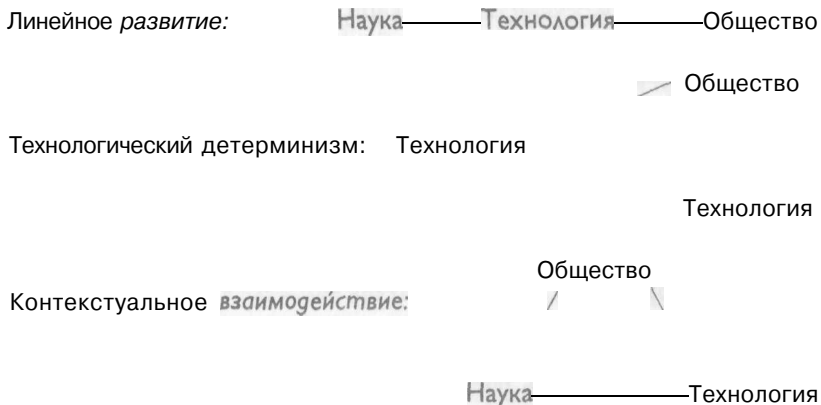 Линейное развитие: Наука Технология Общество
Общество
Технологический детерминизм: Технология
Технология
Общество
Контекстуальное взаимодействие:
Наука Технология